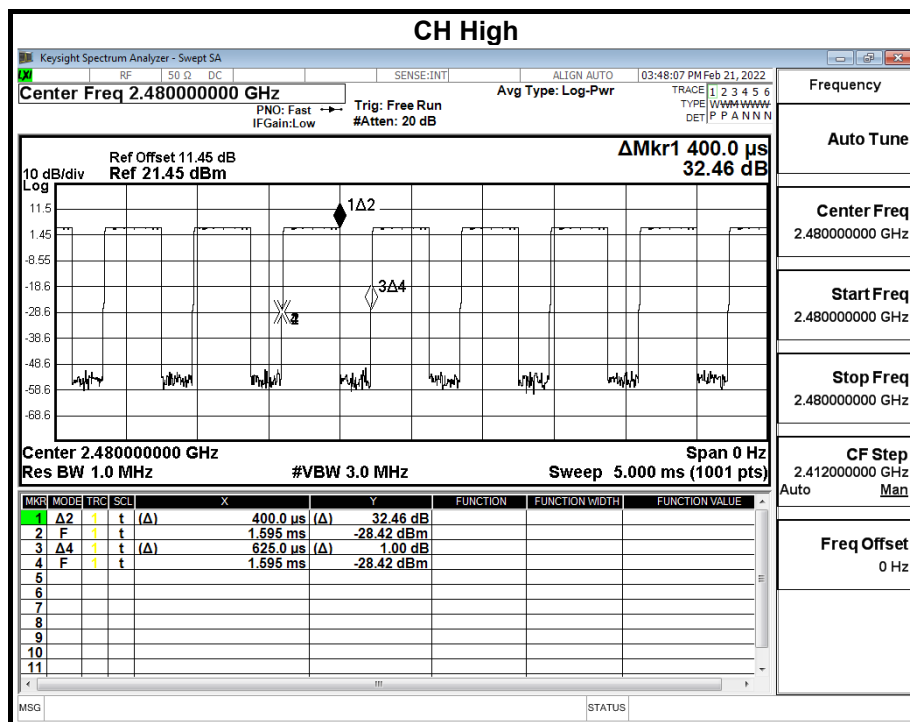 CH High
Keysight Spectrum Analyzer - Swept SA
LXI RF 50 Ω DC SENSE:INT ALIGN AUTO 03:48:07 PM Feb 21, 2022
Center Freq 2.480000000 GHz
PNO: Fast
IFGain:Low
Trig: Free Run
#Atten: 20 dB
Avg Type: Log-Pwr
TRACE 1 2 3 4 5 6
TYPE WWMWWWW
DET P P A N N N
ΔMkr1 400.0 µs
32.46 dB
Ref Offset 11.45 dB
10 dB/div Ref 21.45 dBm
Log
11.5
1.45
-8.55
-18.6
-28.6
-38.6
-48.6
-58.6
-68.6
1Δ2
3Δ4
Center 2.480000000 GHz Span 0 Hz
Res BW 1.0 MHz #VBW 3.0 MHz Sweep 5.000 ms (1001 pts)
MKR MODE TRC SCL X Y FUNCTION FUNCTION WIDTH FUNCTION VALUE
1 Δ2 1 t (Δ) 400.0 µs (Δ) 32.46 dB
2 F 1 t 1.595 ms -28.42 dBm
3 Δ4 1 t (Δ) 625.0 µs (Δ) 1.00 dB
4 F 1 t 1.595 ms -28.42 dBm
5
6
7
8
9
10
11
MSG STATUS
Frequency
Auto Tune
Center Freq
2.480000000 GHz
Start Freq
2.480000000 GHz
Stop Freq
2.480000000 GHz
CF Step
2.412000000 GHz
Auto Man
Freq Offset
0 Hz